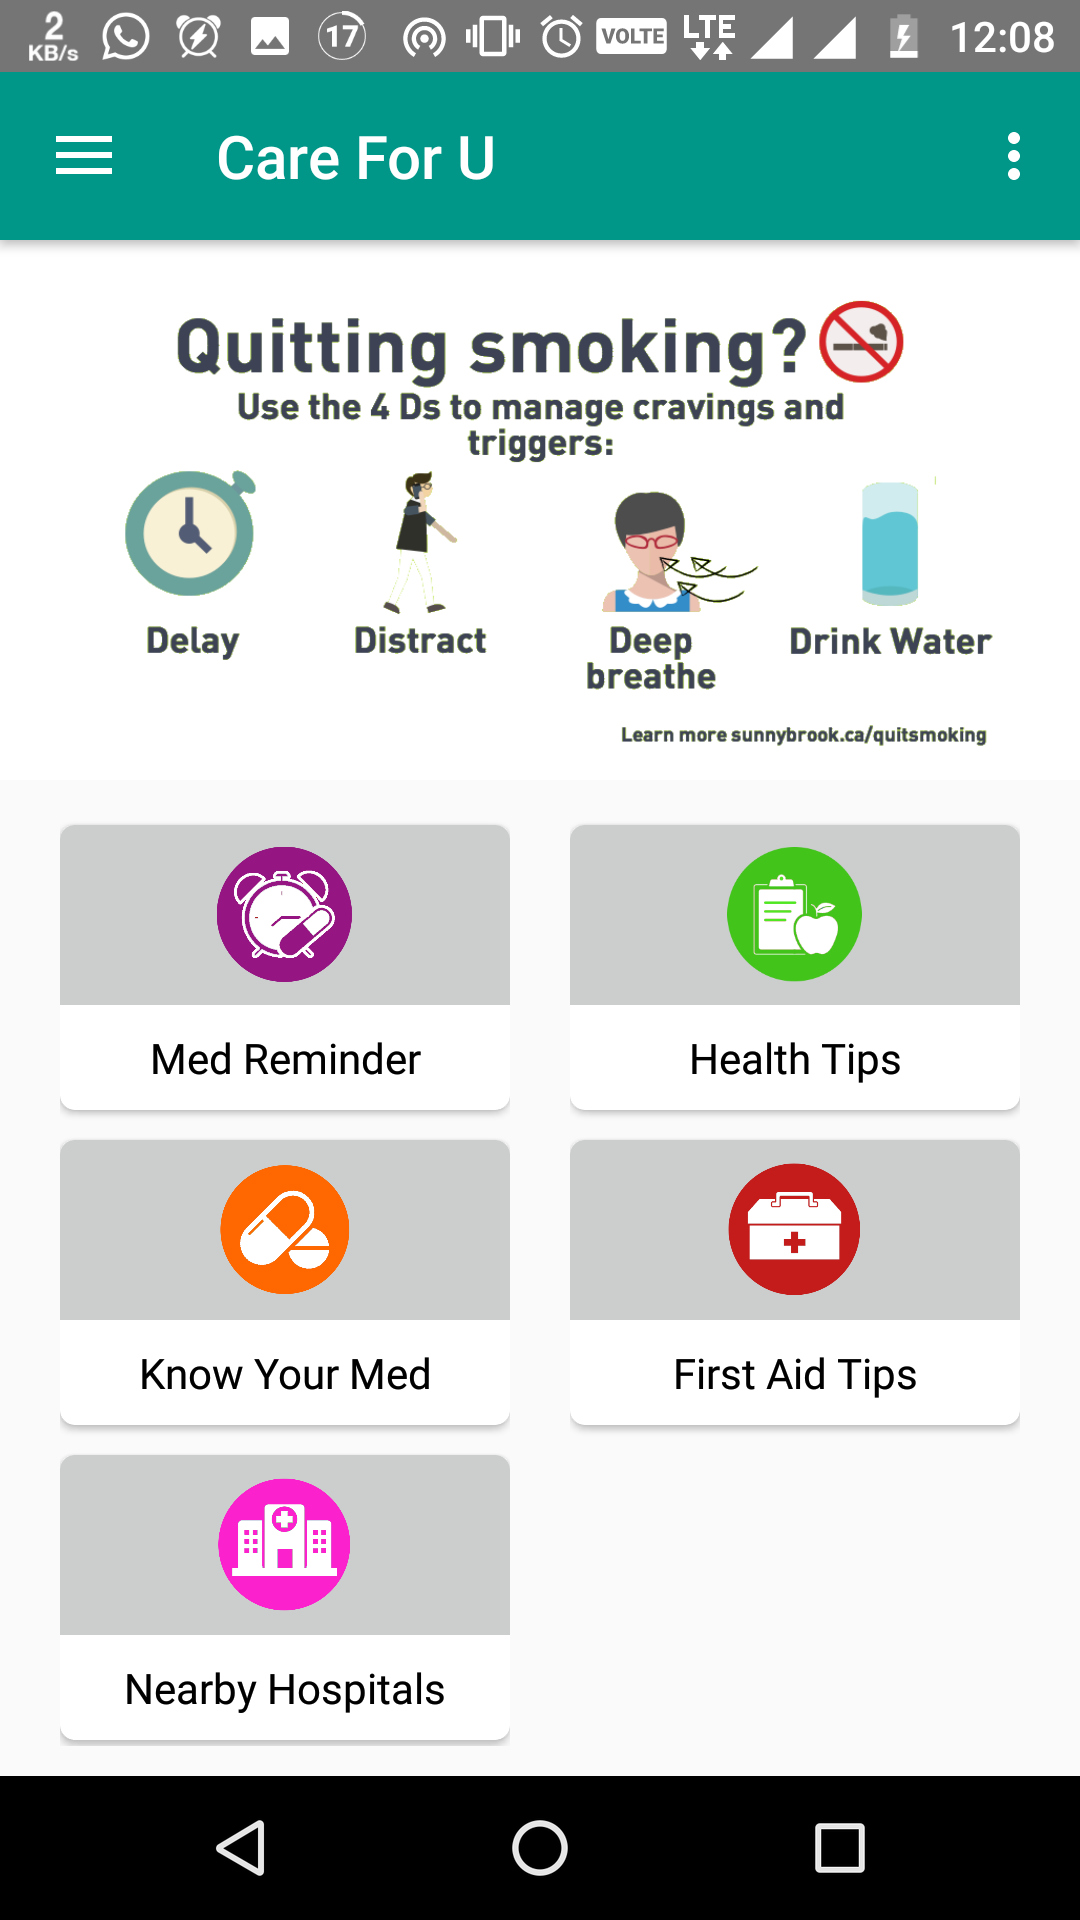 2
KB/s
17
VOLTE
LTE
12:08
Care For U
Quitting smoking?
Use the 4 Ds to manage cravings and
triggers:
Delay
Distract
Deep
breathe
Drink Water
Learn more sunnybrook.ca/quitsmoking
Med Reminder
Health Tips
Know Your Med
First Aid Tips
Nearby Hospitals